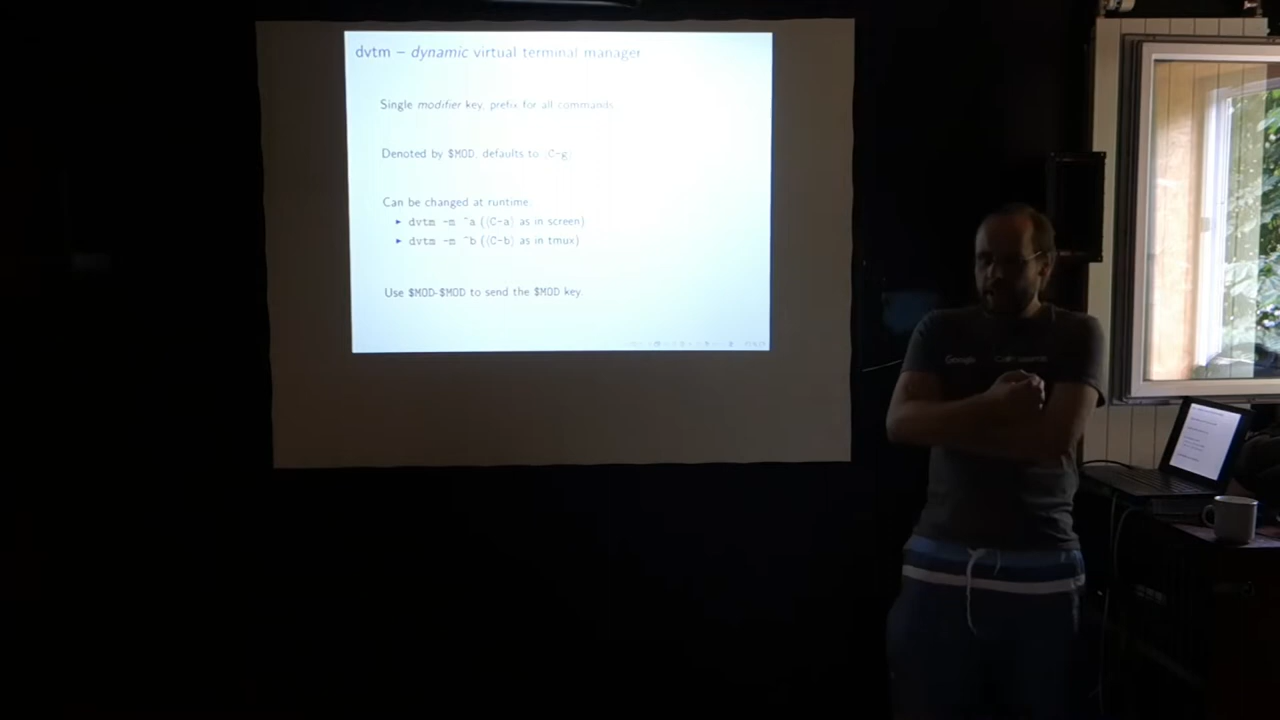 dvtm – dynamic virtual terminal manager
Single modifier key, prefix for all commands
Denoted by $MOD, defaults to ⟨C-g⟩
Can be changed at runtime:
▸ dvtm -m ^a (⟨C-a⟩ as in screen)
▸ dvtm -m ^b (⟨C-b⟩ as in tmux)
Use $MOD-$MOD to send the $MOD key.
Google